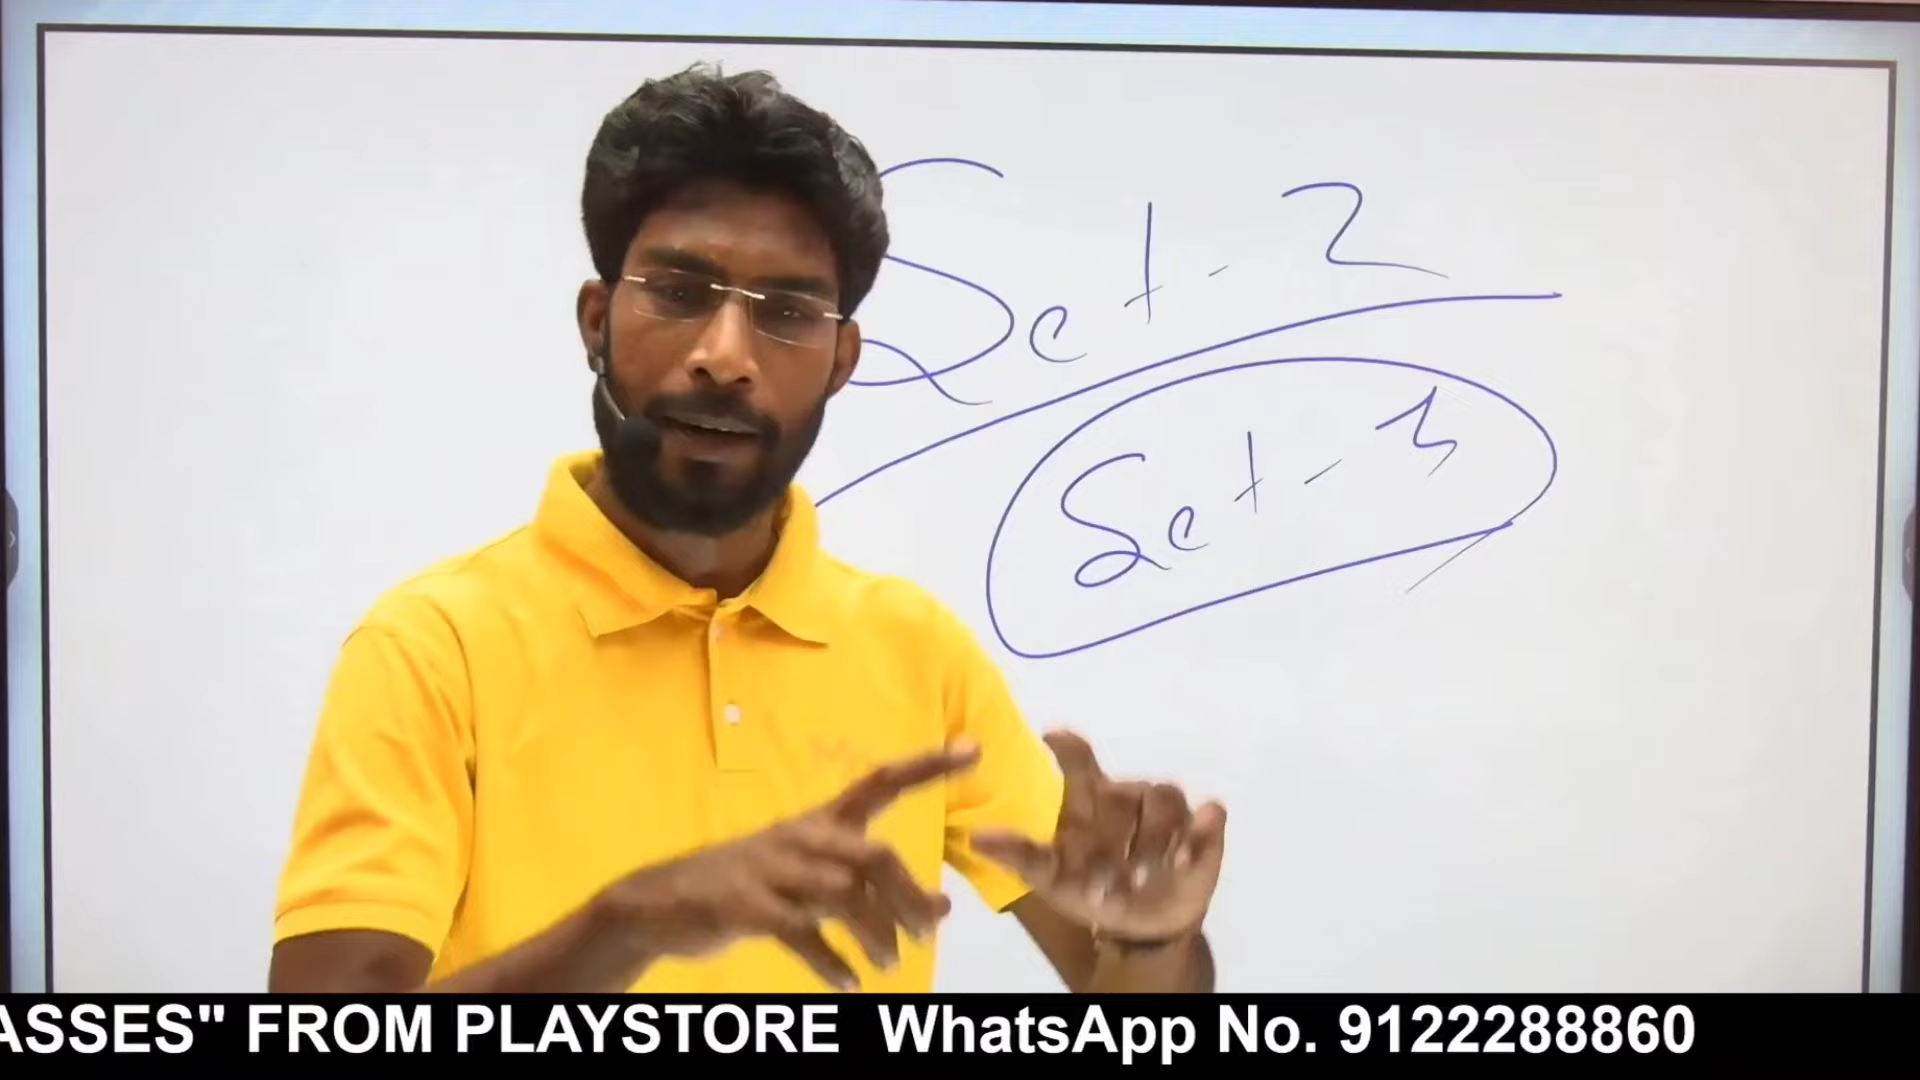 Set - 2
Set - 3
ASSES" FROM PLAYSTORE WhatsApp No. 9122288860